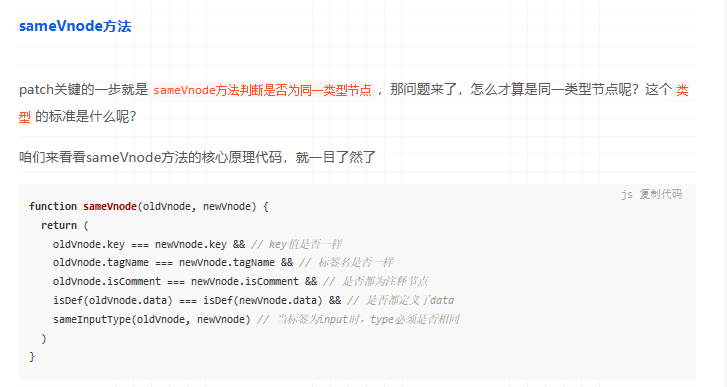 sameVnode方法
patch关键的一步就是 sameVnode方法判断是否为同一类型节点 ，那问题来了，怎么才算是同一类型节点呢？这个 类
型 的标准是什么呢？
咱们来看看sameVnode方法的核心原理代码，就一目了然了
js 复制代码
function sameVnode(oldVnode, newVnode) {
  return (
    oldVnode.key === newVnode.key && // key值是否一样
    oldVnode.tagName === newVnode.tagName && // 标签名是否一样
    oldVnode.isComment === newVnode.isComment && // 是否都为注释节点
    isDef(oldVnode.data) === isDef(newVnode.data) && // 是否都定义了data
    sameInputType(oldVnode, newVnode) // 当标签为input时，type必须是否相同
  )
}